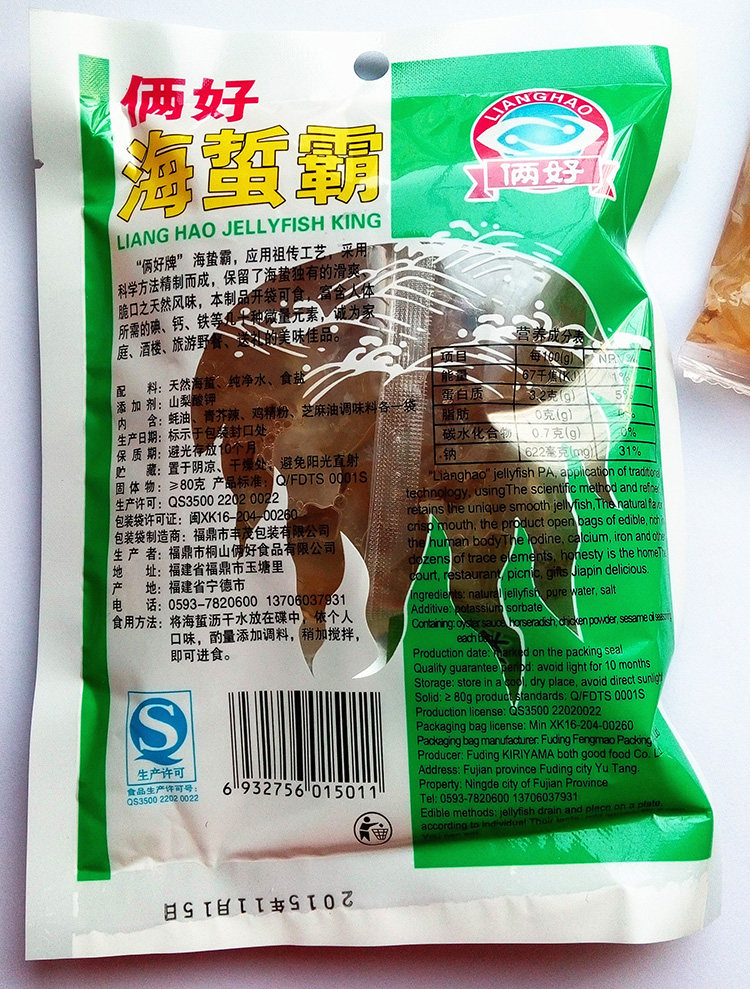 俩好
海蜇霸
LIANG HAO JELLYFISH KING
LIANGHAO
俩好
“俩好牌”海蜇霸，应用祖传工艺，采用
科学方法精制而成，保留了海蜇独有的滑爽、
脆口之天然风味，本制品开袋可食，富含人体
所需的碘、钙、铁等几十种微量元素，诚为家
庭、酒楼、旅游野餐、送礼的美味佳品。
配 料：天然海蜇、纯净水、食盐
添 加 剂：山梨酸钾
内 含：蚝油、青芥辣、鸡精粉、芝麻油调味料各一袋
生产日期：标示于包装封口处
保 质 期：避光存放10个月
贮 藏：置于阴凉、干燥处、避免阳光直射
固 体 物：≥80克 产品标准：Q/FDTS 0001S
生产许可：QS3500 2202 0022
包装袋许可证：闽XK16-204-00260
包装袋制造商：福鼎市丰茂包装有限公司
生 产 者：福鼎市桐山俩好食品有限公司
地 址：福建省福鼎市玉塘里
产 地：福建省宁德市
电 话：0593-7820600 13706037931
食用方法：将海蜇沥干水放在碟中，依个人
口味，酌量添加调料，稍加搅拌，
即可进食。
营养成分表
项目 每100(g) NRV%
能量 67千焦(KJ) 1%
蛋白质 3.2克(g) 5%
脂肪 0克(g)
碳水化合物 0.7克(g) 0%
钠 622毫克(mg) 31%
"Lianghao" jellyfish PA, application of traditional
technology, usingThe scientific method and refined
retains the unique smooth jellyfish,The natural flavor
crisp mouth, the product open bags of edible, rich
the human bodyThe iodine, calcium, iron and other
dozens of trace elements, honesty is the homeThe
court, restaurant, picnic, gifts Jiapin delicious.
Ingredients: natural jellyfish, pure water, salt
Additive: potassium sorbate
Containing: oyster sauce, horseradish, chicken powder, sesame oil seasoning
each
Production date: marked on the packing seal
Quality guarantee period: avoid light for 10 months
Storage: store in a cool dry place, avoid direct sunlight
Solid: ≥ 80g product standards: Q/FDTS 0001S
Production license: QS3500 22020022
Packaging bag license: Min XK16-204-00260
Packaging bag manufacturer: Fuding Fengmao Packing
Producer: Fuding KIRIYAMA both good food Co.
Address: Fujian province Fuding city Yu Tang.
Property: Ningde city of Fujian Province
Tel: 0593-7820600 13706037931
Edible methods: jellyfish drain and place on a plate,
according to individual
S
生产许可
食品生产许可证号：
QS3500 2202 0022
6 932756 015011
2015年11月15日